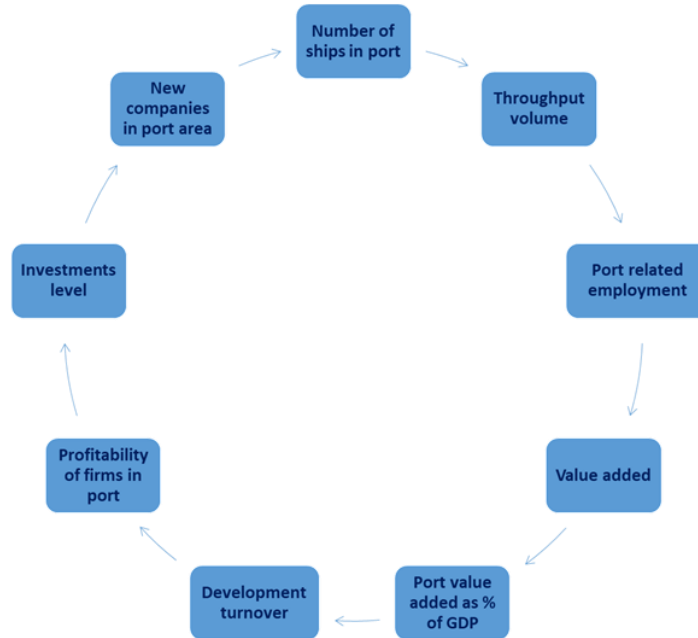 Number of
ships in port
Throughput
volume
Port related
employment
Value added
Port value
added as %
of GDP
Development
turnover
Profitability
of firms in
port
Investments
level
New
companies
in port area